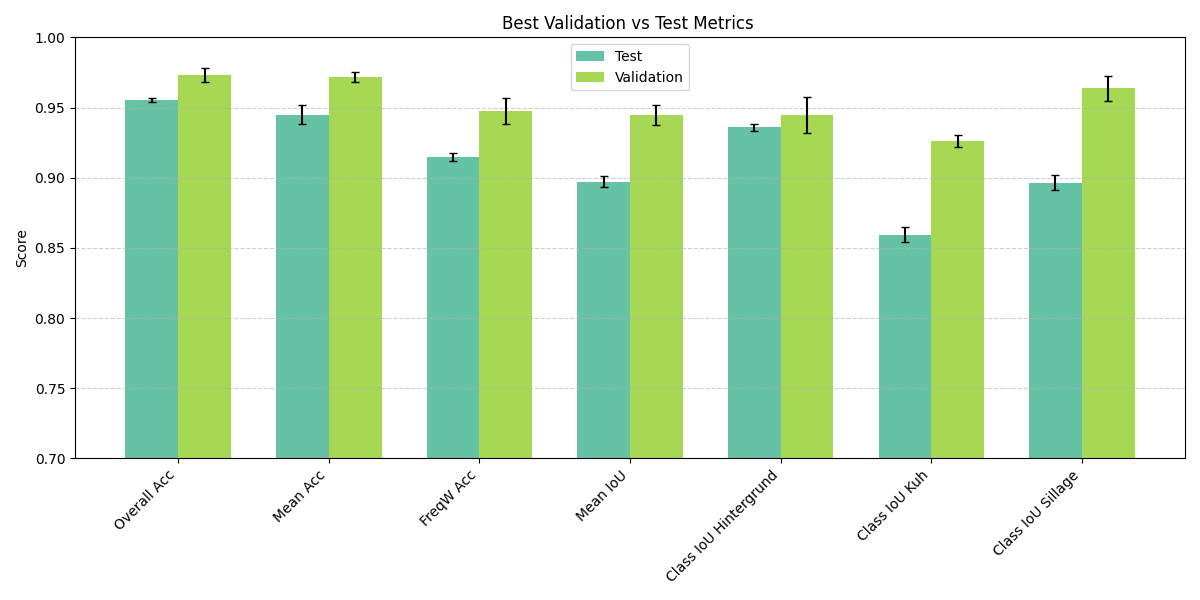 Best Validation vs Test Metrics
Test
Validation
Score
1.00
0.95
0.90
0.85
0.80
0.75
0.70
Overall Acc
Mean Acc
FreqW Acc
Mean IoU
Class IoU Hintergrund
Class IoU Kuh
Class IoU Sillage